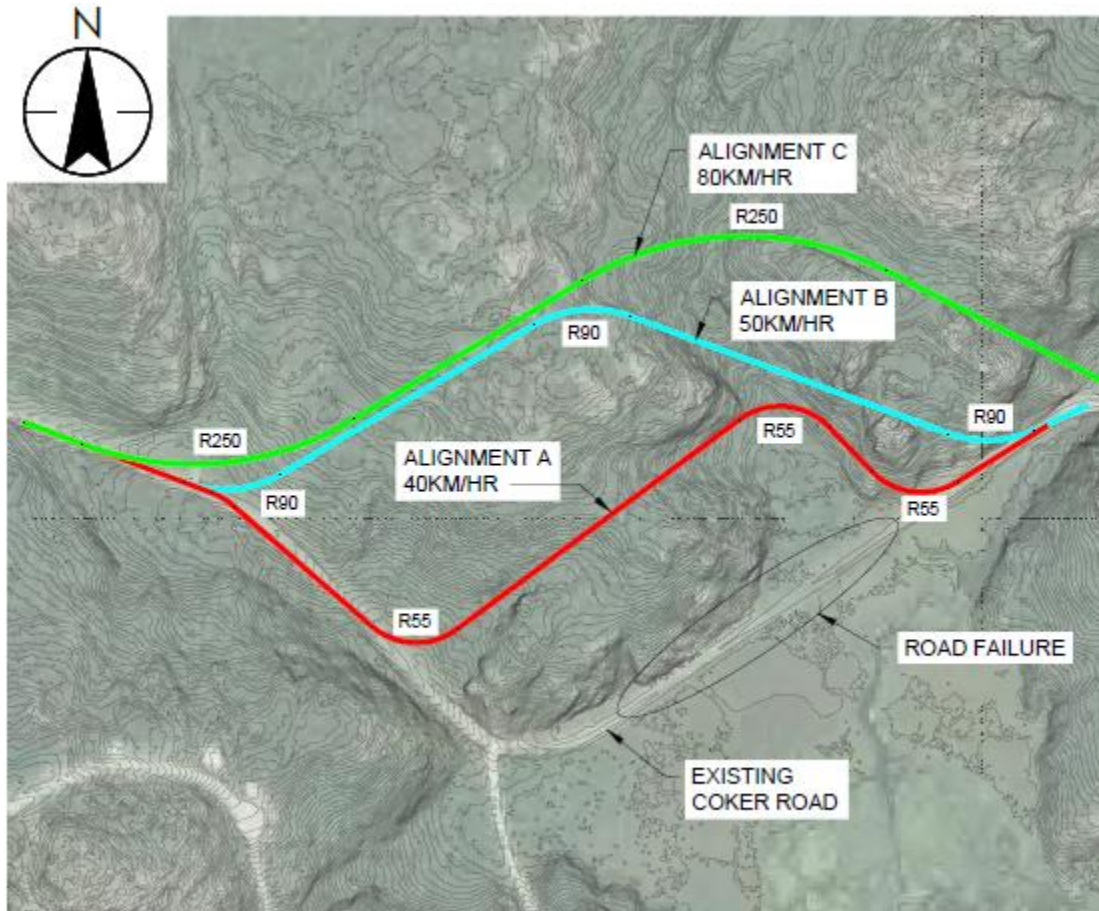 N
ALIGNMENT C
80KM/HR
R250
ALIGNMENT B
50KM/HR
R90
R250
R55
R90
ALIGNMENT A
40KM/HR
R90
R55
R55
ROAD FAILURE
EXISTING
COKER ROAD